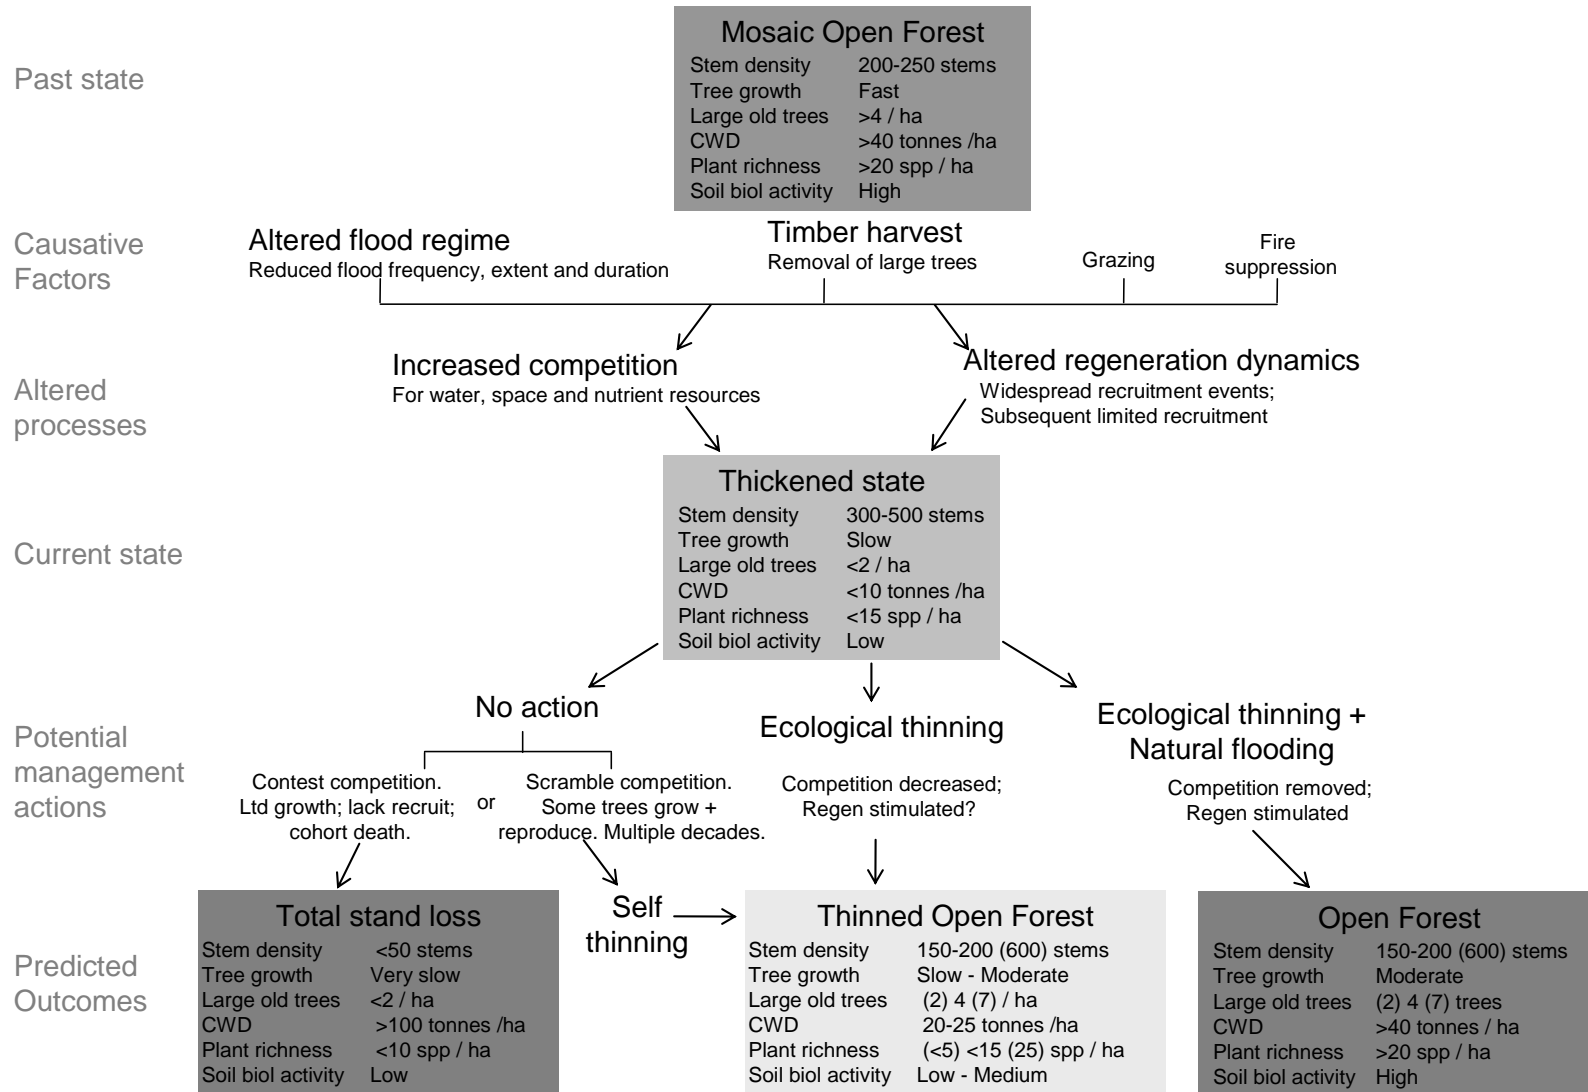 Mosaic Open Forest
Past state
Stem density 200-250 stems
Tree growth Fast
Large old trees >4 / ha
CWD >40 tonnes /ha
Plant richness >20 spp / ha
Soil biol activity High
Causative
Factors
Altered flood regime
Reduced flood frequency, extent and duration
Timber harvest
Removal of large trees
Grazing
Fire
suppression
Altered
processes
Increased competition
For water, space and nutrient resources
Altered regeneration dynamics
Widespread recruitment events;
Subsequent limited recruitment
Current state
Thickened state
Stem density 300-500 stems
Tree growth Slow
Large old trees <2 / ha
CWD <10 tonnes /ha
Plant richness <15 spp / ha
Soil biol activity Low
Potential
management
actions
No action
Contest competition.
Ltd growth; lack recruit;
cohort death.
or
Scramble competition.
Some trees grow +
reproduce. Multiple decades.
Ecological thinning
Competition decreased;
Regen stimulated?
Ecological thinning +
Natural flooding
Competition removed;
Regen stimulated
Predicted
Outcomes
Total stand loss
Stem density <50 stems
Tree growth Very slow
Large old trees <2 / ha
CWD >100 tonnes /ha
Plant richness <10 spp / ha
Soil biol activity Low
Self
thinning
Thinned Open Forest
Stem density 150-200 (600) stems
Tree growth Slow - Moderate
Large old trees (2) 4 (7) / ha
CWD 20-25 tonnes /ha
Plant richness (<5) <15 (25) spp / ha
Soil biol activity Low - Medium
Open Forest
Stem density 150-200 (600) stems
Tree growth Moderate
Large old trees (2) 4 (7) trees
CWD >40 tonnes / ha
Plant richness >20 spp / ha
Soil biol activity High